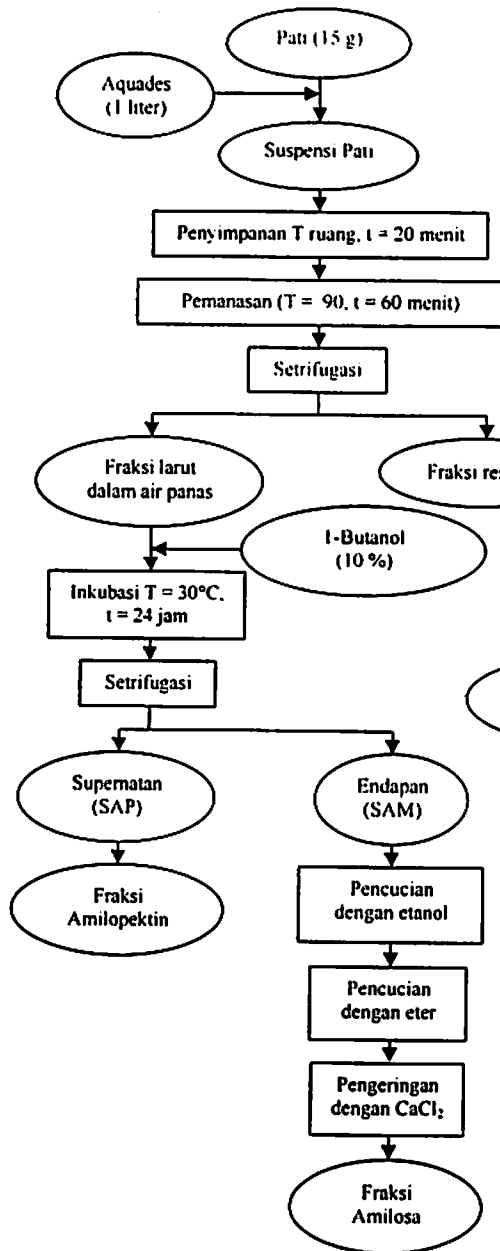 Pati (15 g)
Aquades
(1 liter)
Suspensi Pati
Penyimpanan T ruang, t = 20 menit
Pemanasan (T = 90, t = 60 menit)
Setrifugasi
Fraksi larut
dalam air panas
Fraksi res
1-Butanol
(10 %)
Inkubasi T = 30°C,
t = 24 jam
Setrifugasi
Supernatan
(SAP)
Endapan
(SAM)
Fraksi
Amilopektin
Pencucian
dengan etanol
Pencucian
dengan eter
Pengeringan
dengan CaCl₂
Fraksi
Amilosa